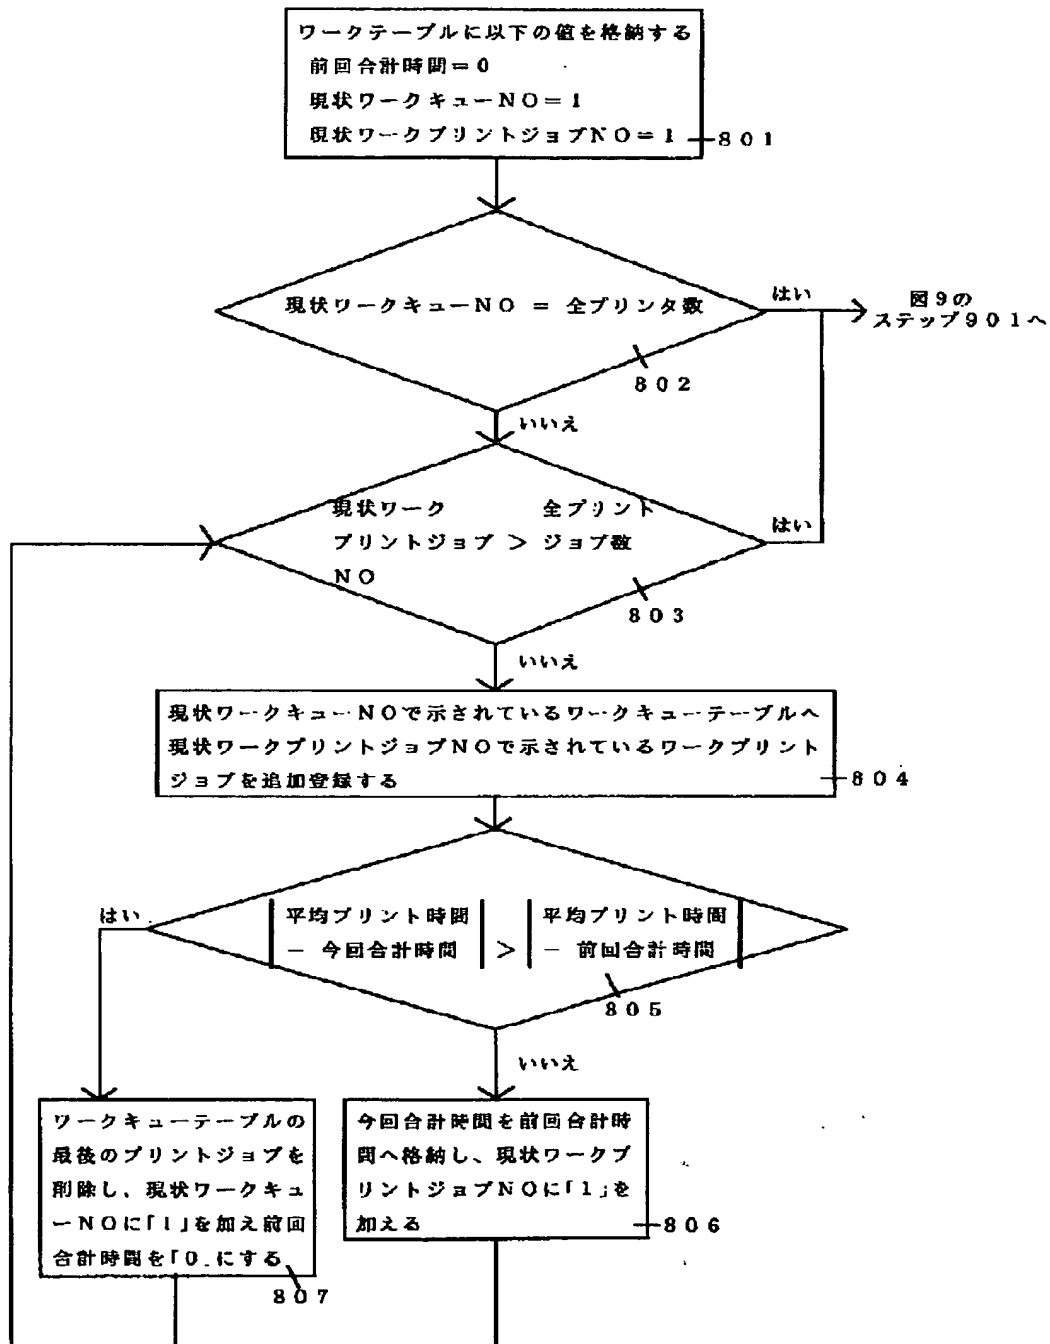 ワークテーブルに以下の値を格納する
前回合計時間=0
現状ワークキューNO=1
現状ワークプリントジョブNO=1
801
現状ワークキューNO = 全プリンタ数
はい
図9の
ステップ901へ
802
いいえ
現状ワーク 全プリント
プリントジョブ > ジョブ数
NO
はい
803
いいえ
現状ワークキューNOで示されているワークキューテーブルへ
現状ワークプリントジョブNOで示されているワークプリント
ジョブを追加登録する
804
はい
平均プリント時間 平均プリント時間
- 今回合計時間 > - 前回合計時間
805
いいえ
ワークキューテーブルの
最後のプリントジョブを
削除し、現状ワークキュ
ーNOに「1」を加え前回
合計時間を「0」にする
807
今回合計時間を前回合計時
間へ格納し、現状ワークプ
リントジョブNOに「1」を
加える
806